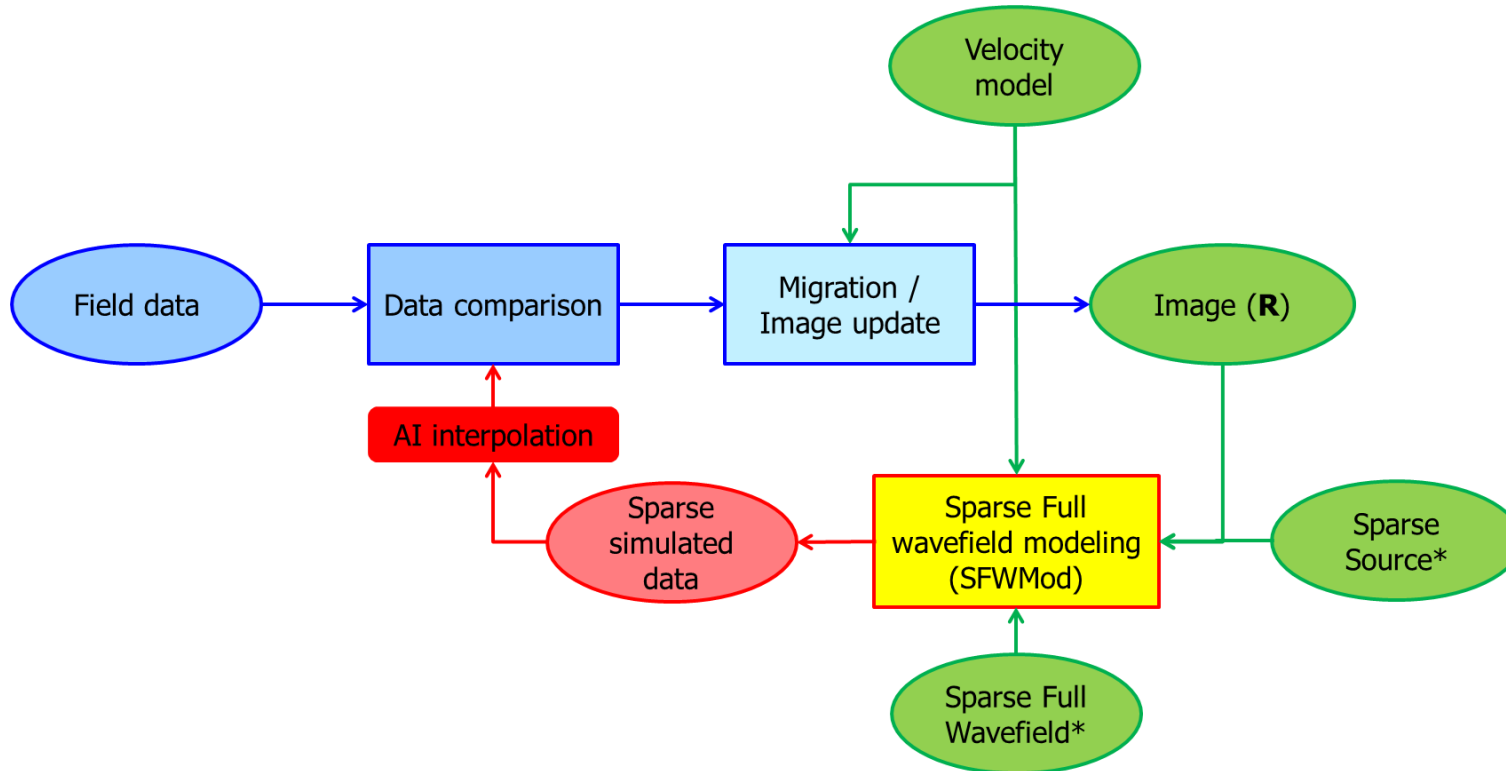 Velocity
model
Field data
Data comparison
Migration /
Image update
Image (R)
AI interpolation
Sparse
simulated
data
Sparse Full
wavefield modeling
(SFWMod)
Sparse
Source*
Sparse Full
Wavefield*